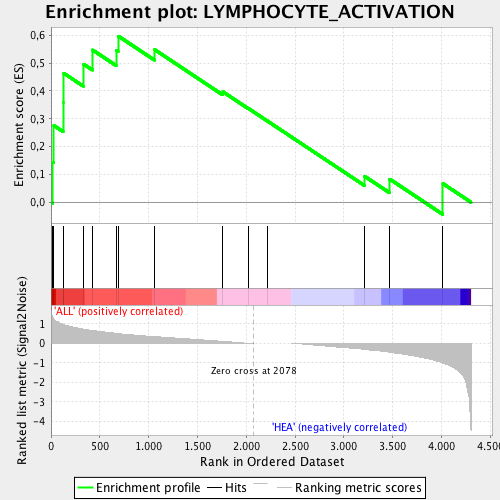 Enrichment plot: LYMPHOCYTE_ACTIVATION
Enrichment score (ES)
0,6
0,5
0,4
0,3
0,2
0,1
0,0
'ALL' (positively correlated)
Ranked list metric (Signal2Noise)
1
0
-1
-2
-3
-4
Zero cross at 2078
'HEA' (negatively correlated)
0 500 1.000 1.500 2.000 2.500 3.000 3.500 4.000 4.500
Rank in Ordered Dataset
Enrichment profile Hits Ranking metric scores